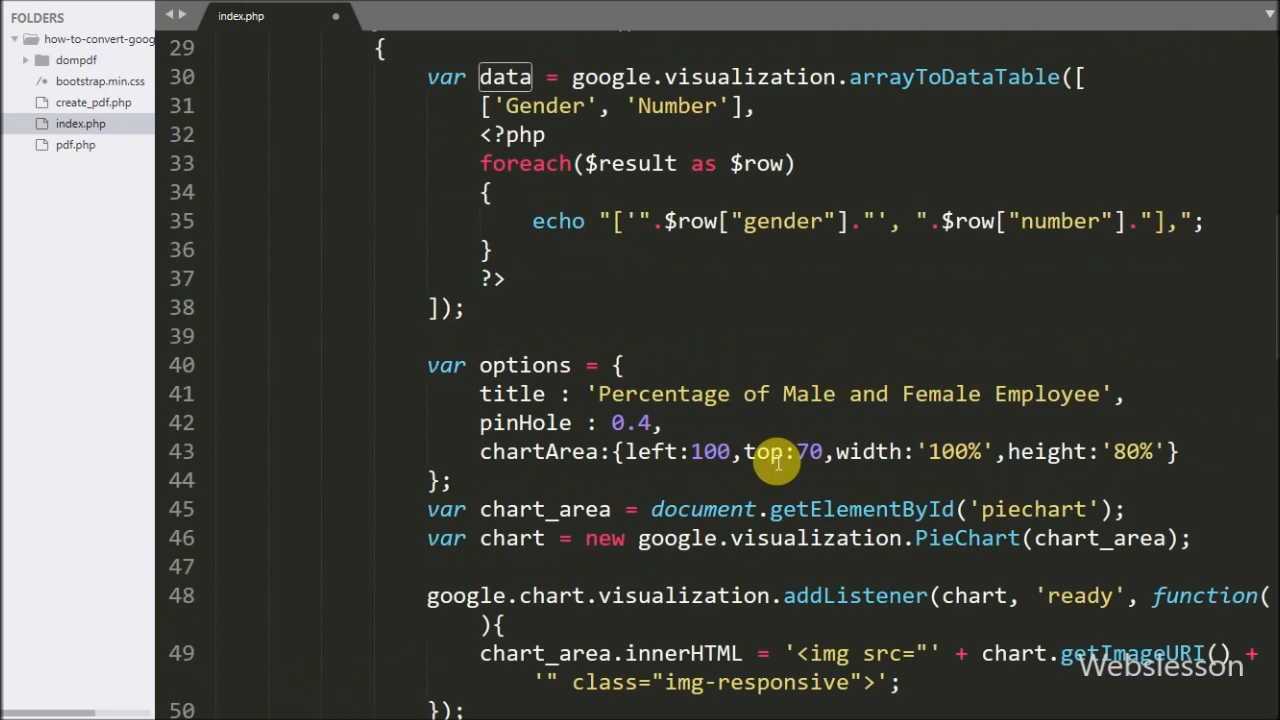 FOLDERS
how-to-convert-goog
dompdf
/* bootstrap.min.css
create_pdf.php
index.php
pdf.php
index.php
29 {
30 var data = google.visualization.arrayToDataTable([
31 ['Gender', 'Number'],
32 <?php
33 foreach($result as $row)
34 {
35 echo "['".$row["gender"]."', ".$row["number"]."],";
36 }
37 ?>
38 ]);
39
40 var options = {
41 title : 'Percentage of Male and Female Employee',
42 pinHole : 0.4,
43 chartArea:{left:100,top:70,width:'100%',height:'80%'}
44 };
45 var chart_area = document.getElementById('piechart');
46 var chart = new google.visualization.PieChart(chart_area);
47
48 google.chart.visualization.addListener(chart, 'ready', function(
){
49 chart_area.innerHTML = '<img src="' + chart.getImageURI() +
'" class="img-responsive">';
50 });
Webslesson